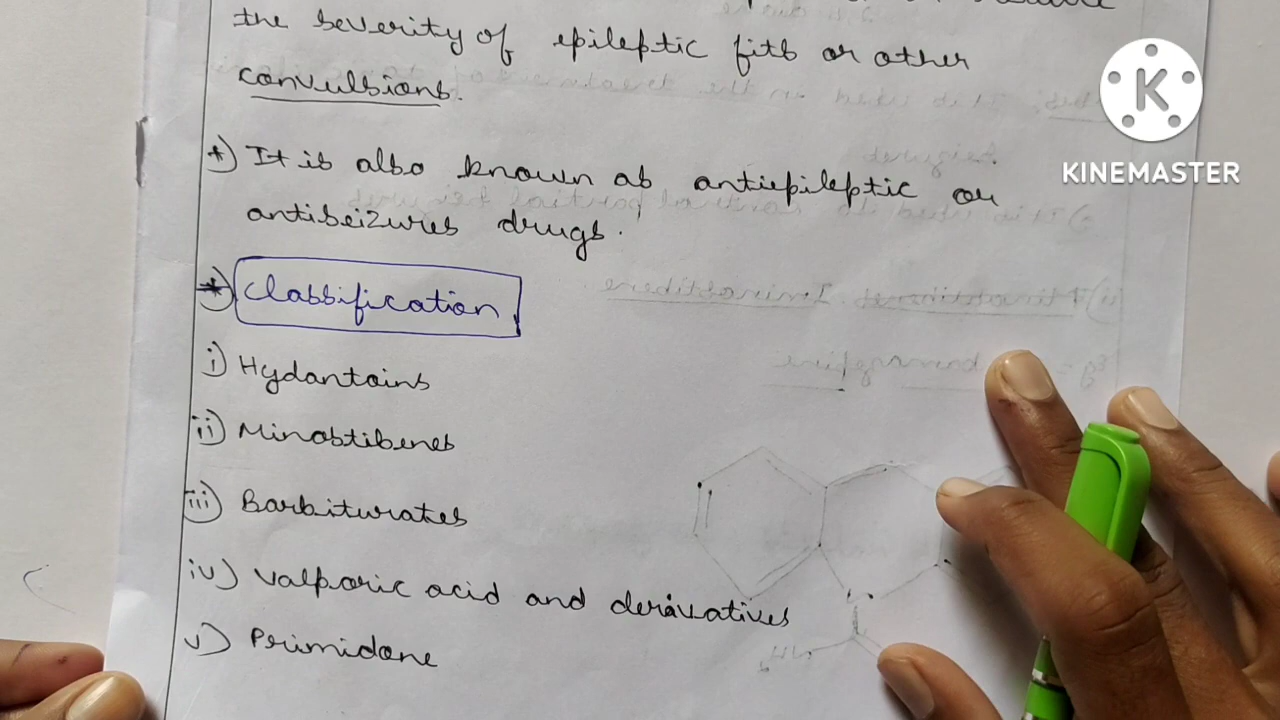 the severity of epileptic fits or other
convulsions.
*) It is also known as antiepileptic or
antiseizures drugs.
*) Classification
i) Hydantoins
ii) Minostibenes
iii) Barbiturates
iv) valporic acid and derivatives
v) Primidone
K
KINEMASTER